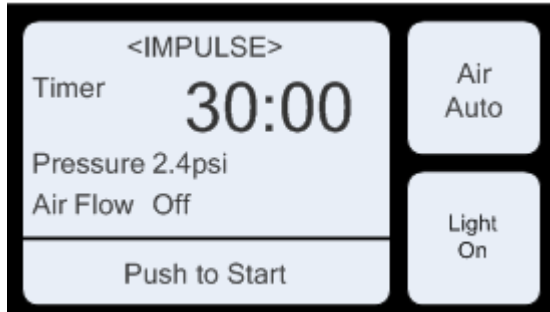 <IMPULSE>
Timer 30:00
Pressure 2.4psi
Air Flow Off
Push to Start
Air
Auto
Light
On